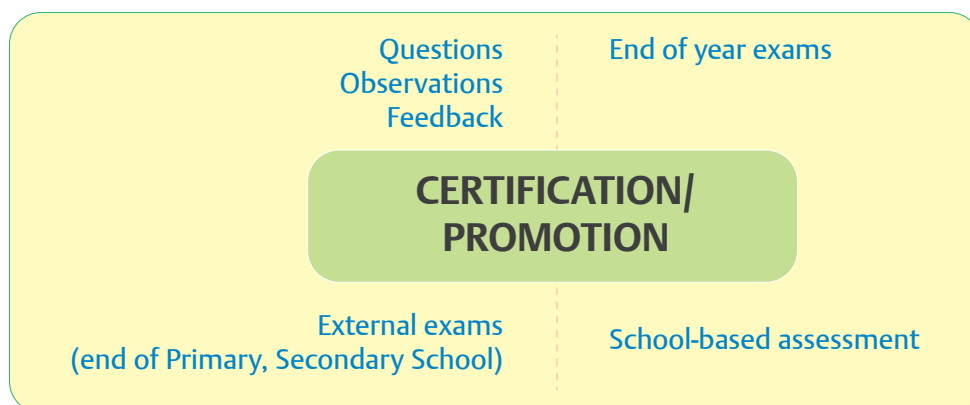 Questions
Observations
Feedback
End of year exams
CERTIFICATION/
PROMOTION
External exams
(end of Primary, Secondary School)
School-based assessment